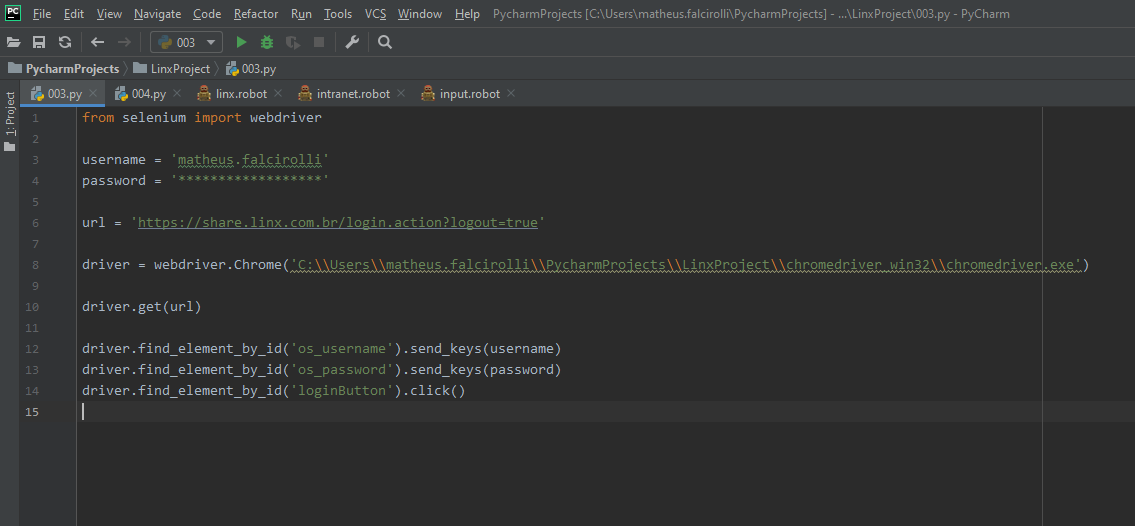 PC File Edit View Navigate Code Refactor Run Tools VCS Window Help PycharmProjects [C:\Users\matheus.falcirolli\PycharmProjects] - ...\LinxProject\003.py - PyCharm
003
PycharmProjects LinxProject 003.py
1: Project
003.py 004.py linx.robot intranet.robot input.robot
1 from selenium import webdriver
2
3 username = 'matheus.falcirolli'
4 password = '******************'
5
6 url = 'https://share.linx.com.br/login.action?logout=true'
7
8 driver = webdriver.Chrome('C:\\Users\\matheus.falcirolli\\PycharmProjects\\LinxProject\\chromedriver_win32\\chromedriver.exe')
9
10 driver.get(url)
11
12 driver.find_element_by_id('os_username').send_keys(username)
13 driver.find_element_by_id('os_password').send_keys(password)
14 driver.find_element_by_id('loginButton').click()
15